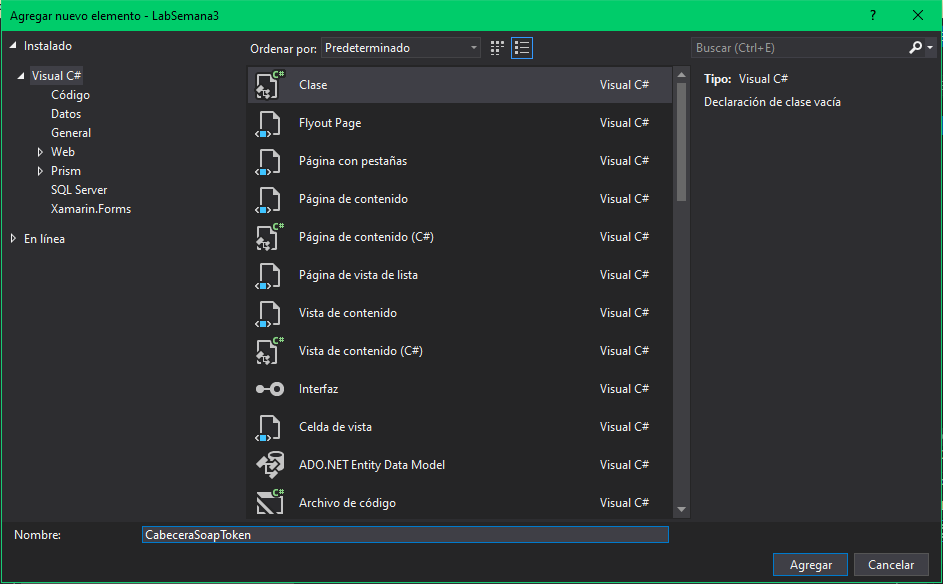 Agregar nuevo elemento - LabSemana3
?
Instalado
Visual C#
Código
Datos
General
Web
Prism
SQL Server
Xamarin.Forms
En línea
Ordenar por: Predeterminado
Buscar (Ctrl+E)
Clase Visual C#
Flyout Page Visual C#
Página con pestañas Visual C#
Página de contenido Visual C#
Página de contenido (C#) Visual C#
Página de vista de lista Visual C#
Vista de contenido Visual C#
Vista de contenido (C#) Visual C#
Interfaz Visual C#
Celda de vista Visual C#
ADO.NET Entity Data Model Visual C#
Archivo de código Visual C#
Tipo: Visual C#
Declaración de clase vacía
Nombre: CabeceraSoapToken
Agregar Cancelar